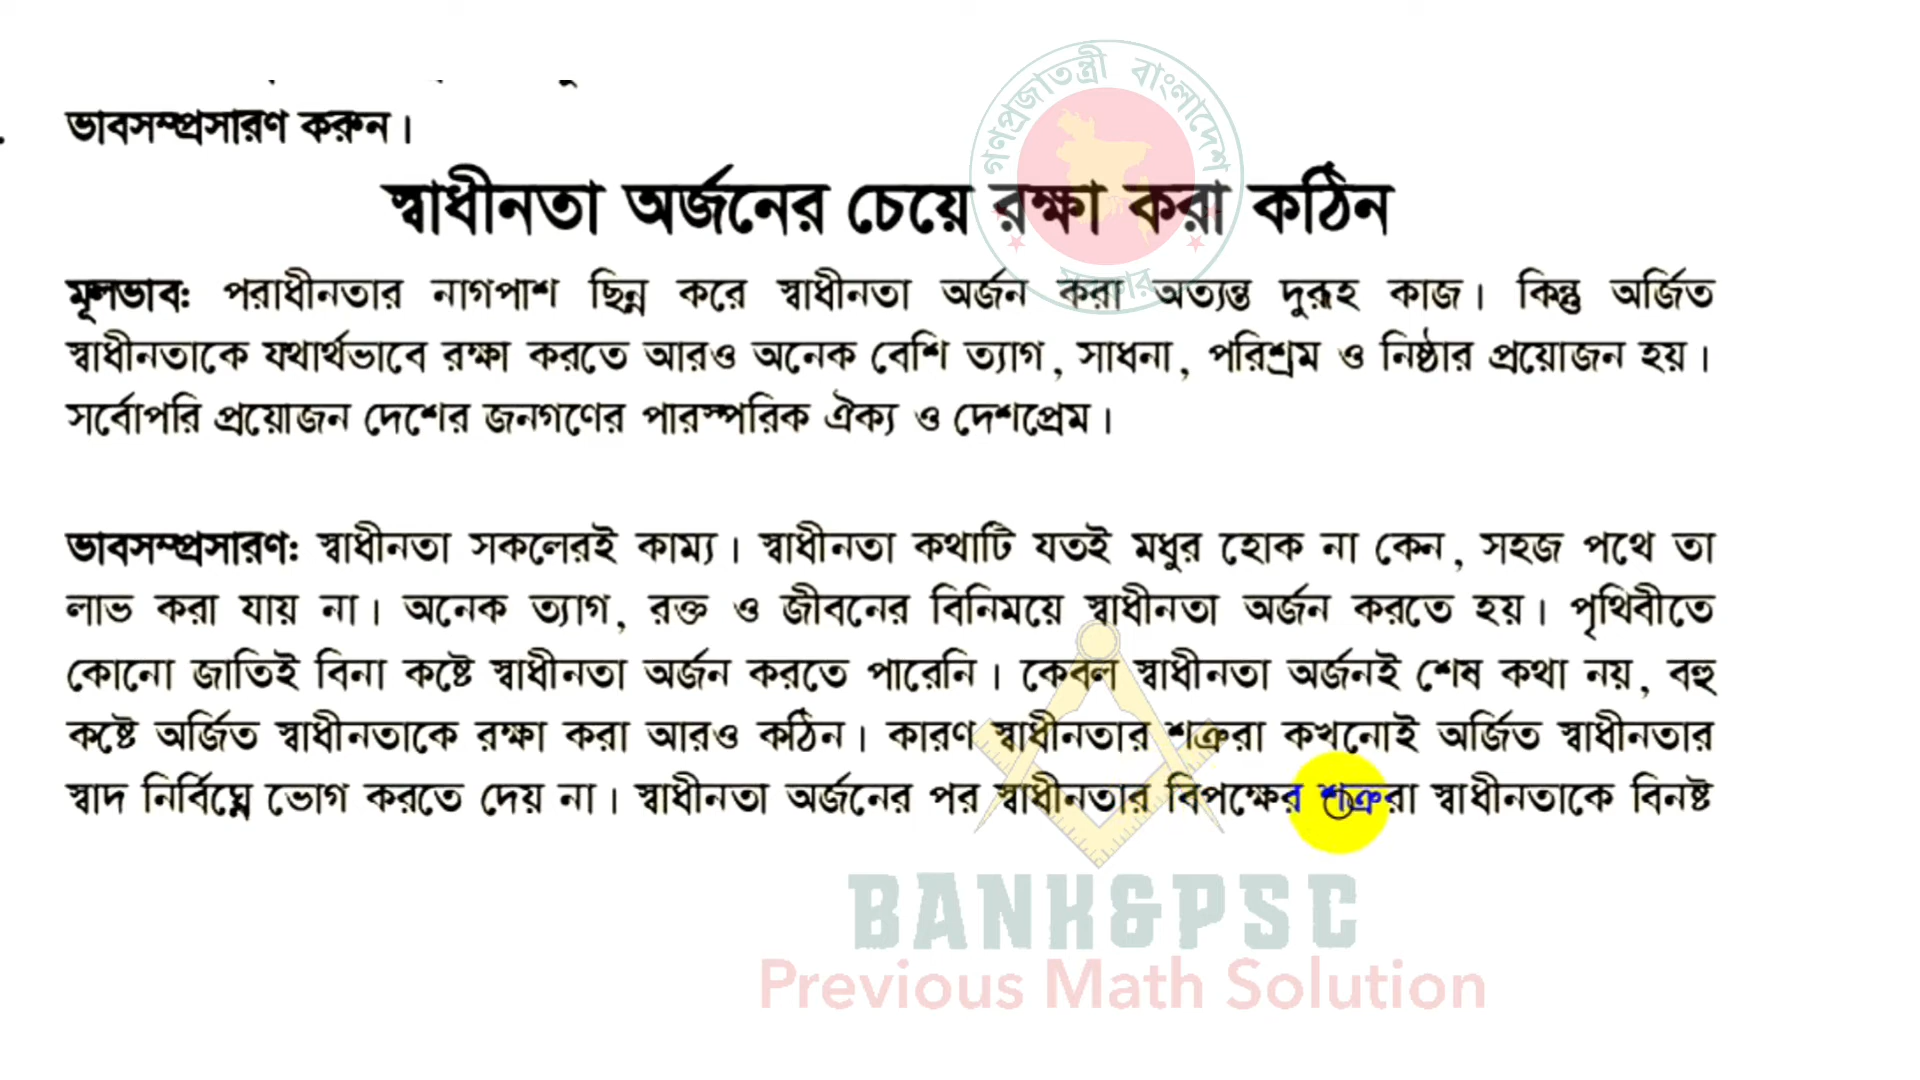 ভাবসম্প্রসারণ করুন।
স্বাধীনতা অর্জনের চেয়ে রক্ষা করা কঠিন
মূলভাব: পরাধীনতার নাগপাশ ছিন্ন করে স্বাধীনতা অর্জন করা অত্যন্ত দুরূহ কাজ। কিন্তু অর্জিত
স্বাধীনতাকে যথার্থভাবে রক্ষা করতে আরও অনেক বেশি ত্যাগ, সাধনা, পরিশ্রম ও নিষ্ঠার প্রয়োজন হয়।
সর্বোপরি প্রয়োজন দেশের জনগণের পারস্পরিক ঐক্য ও দেশপ্রেম।
ভাবসম্প্রসারণ: স্বাধীনতা সকলেরই কাম্য। স্বাধীনতা কথাটি যতই মধুর হোক না কেন, সহজ পথে তা
লাভ করা যায় না। অনেক ত্যাগ, রক্ত ও জীবনের বিনিময়ে স্বাধীনতা অর্জন করতে হয়। পৃথিবীতে
কোনো জাতিই বিনা কষ্টে স্বাধীনতা অর্জন করতে পারেনি। কেবল স্বাধীনতা অর্জনই শেষ কথা নয়, বহু
কষ্টে অর্জিত স্বাধীনতাকে রক্ষা করা আরও কঠিন। কারণ স্বাধীনতার শত্রুরা কখনোই অর্জিত স্বাধীনতার
স্বাদ নির্বিঘ্নে ভোগ করতে দেয় না। স্বাধীনতা অর্জনের পর স্বাধীনতার বিপক্ষের শত্রুরা স্বাধীনতাকে বিনষ্ট
গণপ্রজাতন্ত্রী বাংলাদেশ
সরকার
BANK&PSC
Previous Math Solution